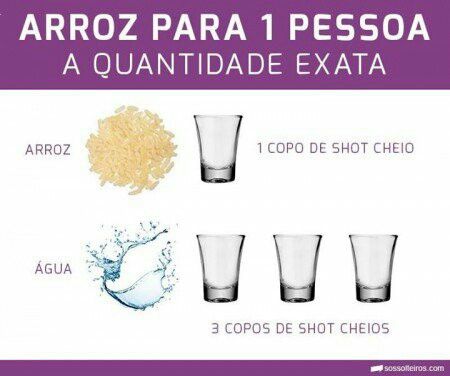 ARROZ PARA 1 PESSOA
A QUANTIDADE EXATA
ARROZ
1 COPO DE SHOT CHEIO
ÁGUA
3 COPOS DE SHOT CHEIOS
sossolteiros.com